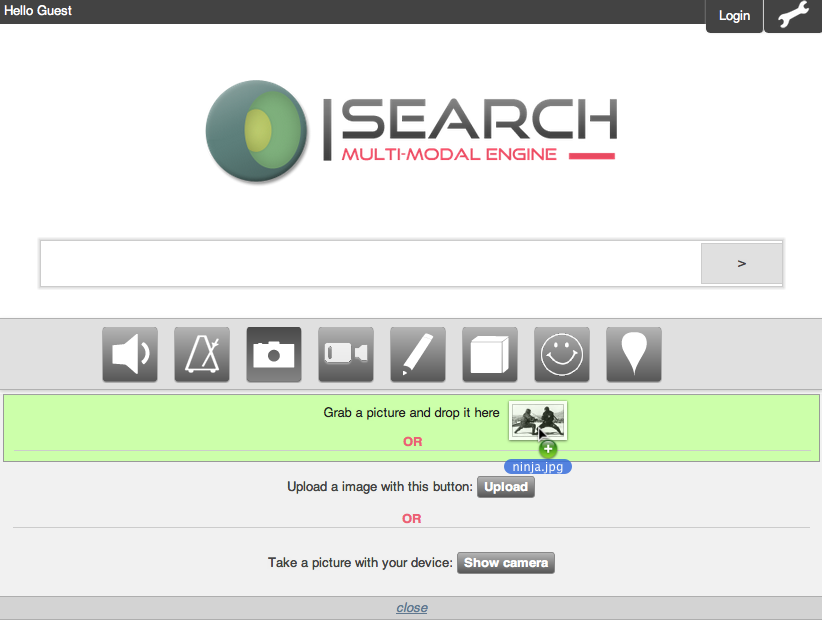 Hello Guest
Login
I SEARCH
MULTI-MODAL ENGINE
>
Grab a picture and drop it here
OR
ninja.jpg
Upload a image with this button: Upload
OR
Take a picture with your device: Show camera
close